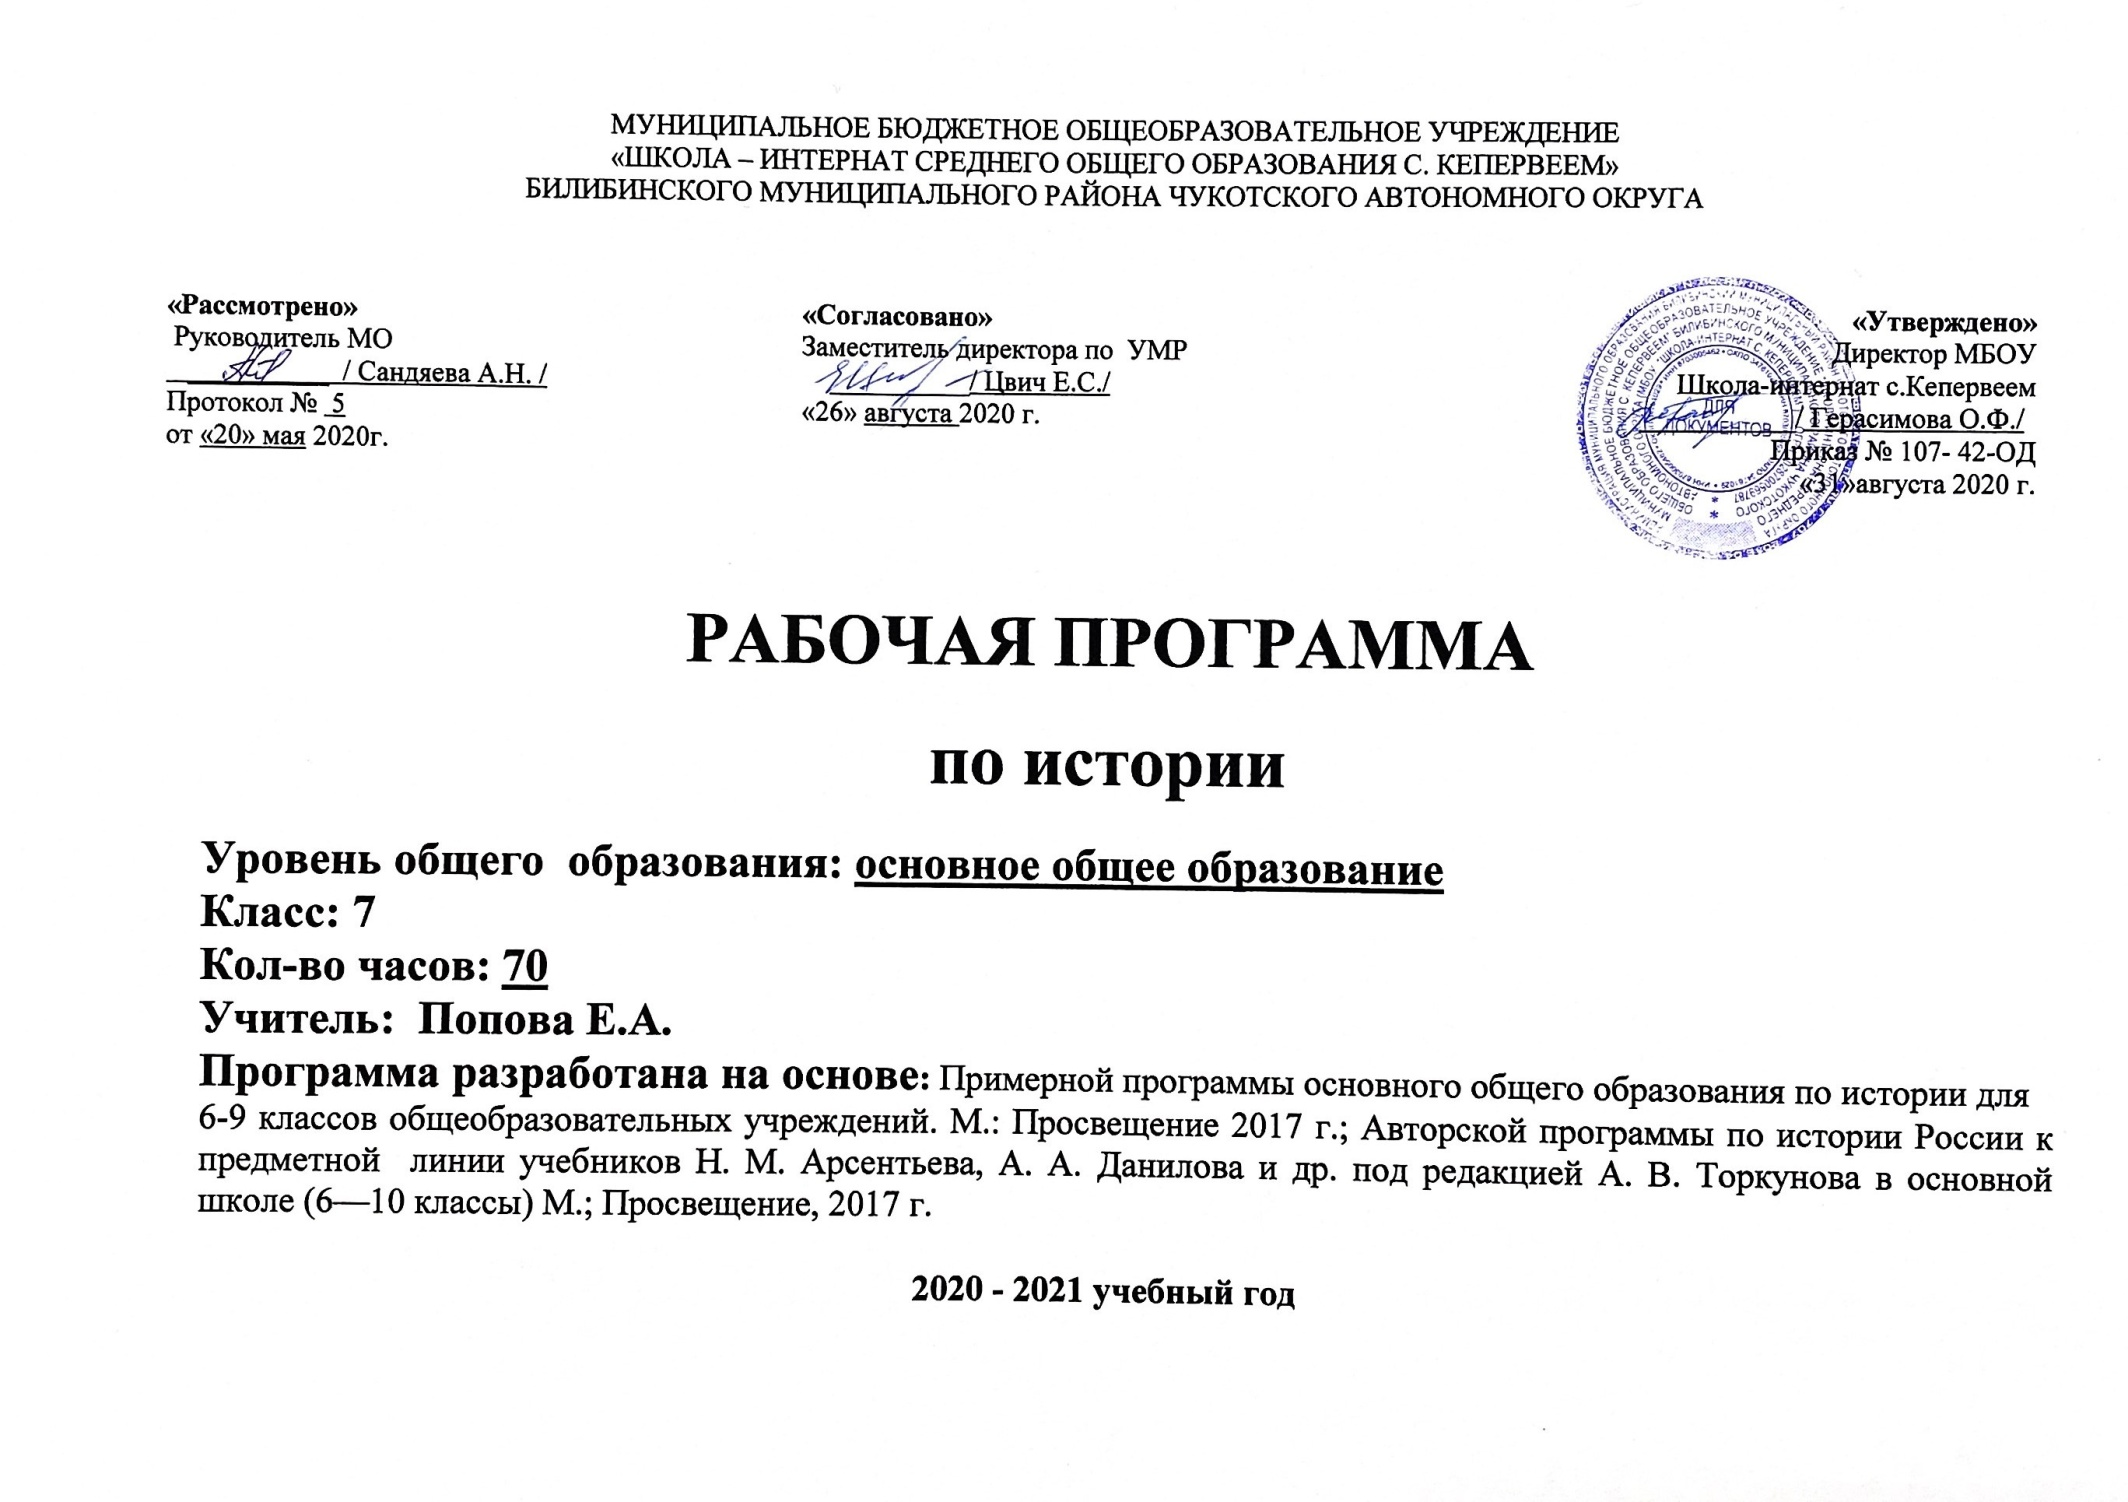 МУНИЦИПАЛЬНОЕ БЮДЖЕТНОЕ ОБЩЕОБРАЗОВАТЕЛЬНОЕ УЧРЕЖДЕНИЕ
«ШКОЛА – ИНТЕРНАТ СРЕДНЕГО ОБЩЕГО ОБРАЗОВАНИЯ С. КЕПЕРВЕЕМ»
БИЛИБИНСКОГО МУНИЦИПАЛЬНОГО РАЙОНА ЧУКОТСКОГО АВТОНОМНОГО ОКРУГА
«Рассмотрено»
Руководитель МО
/ Сандяева А.Н. /
Протокол № 5
от «20» мая 2020г.
«Согласовано»
Заместитель директора по УМР
/ Цвич Е.С./
«26» августа 2020 г.
«Утверждено»
Директор МБОУ
Школа-интернат с.Кепервеем
/ Герасимова О.Ф./
Приказ № 107- 42-ОД
«31»августа 2020 г.
ДЛЯ
ДОКУМЕНТОВ
РАБОЧАЯ ПРОГРАММА
по истории
Уровень общего образования: основное общее образование
Класс: 7
Кол-во часов: 70
Учитель: Попова Е.А.
Программа разработана на основе: Примерной программы основного общего образования по истории для
6-9 классов общеобразовательных учреждений. М.: Просвещение 2017 г.; Авторской программы по истории России к
предметной линии учебников Н. М. Арсентьева, А. А. Данилова и др. под редакцией А. В. Торкунова в основной
школе (6—10 классы) М.; Просвещение, 2017 г.
2020 - 2021 учебный год